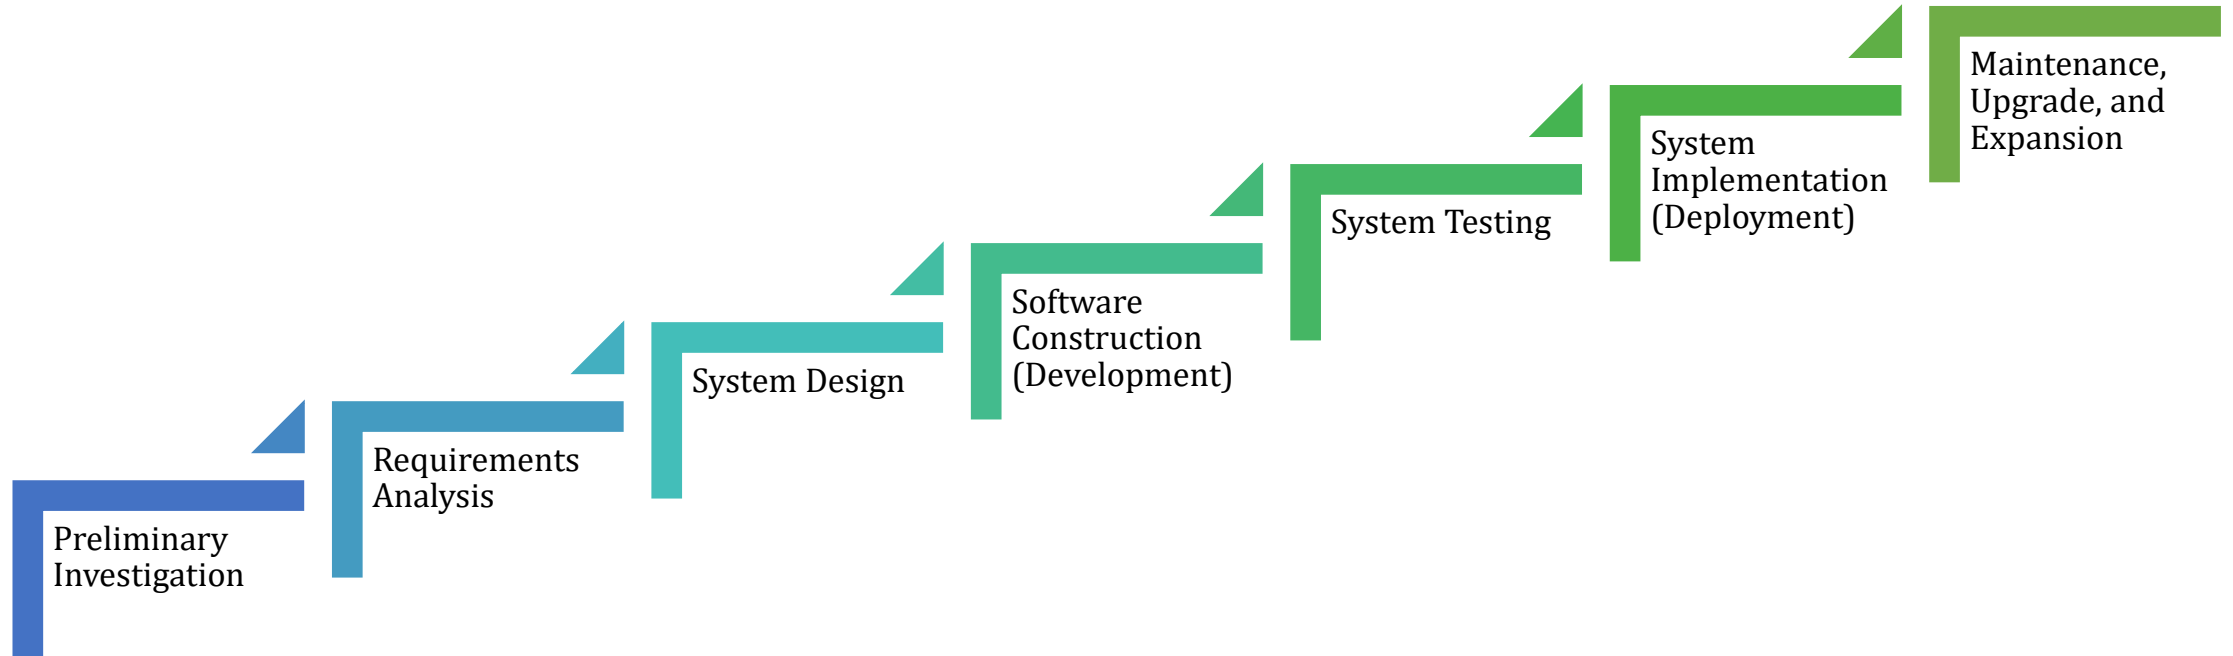 Preliminary
Investigation
Requirements
Analysis
System Design
Software
Construction
(Development)
System Testing
System
Implementation
(Deployment)
Maintenance,
Upgrade, and
Expansion